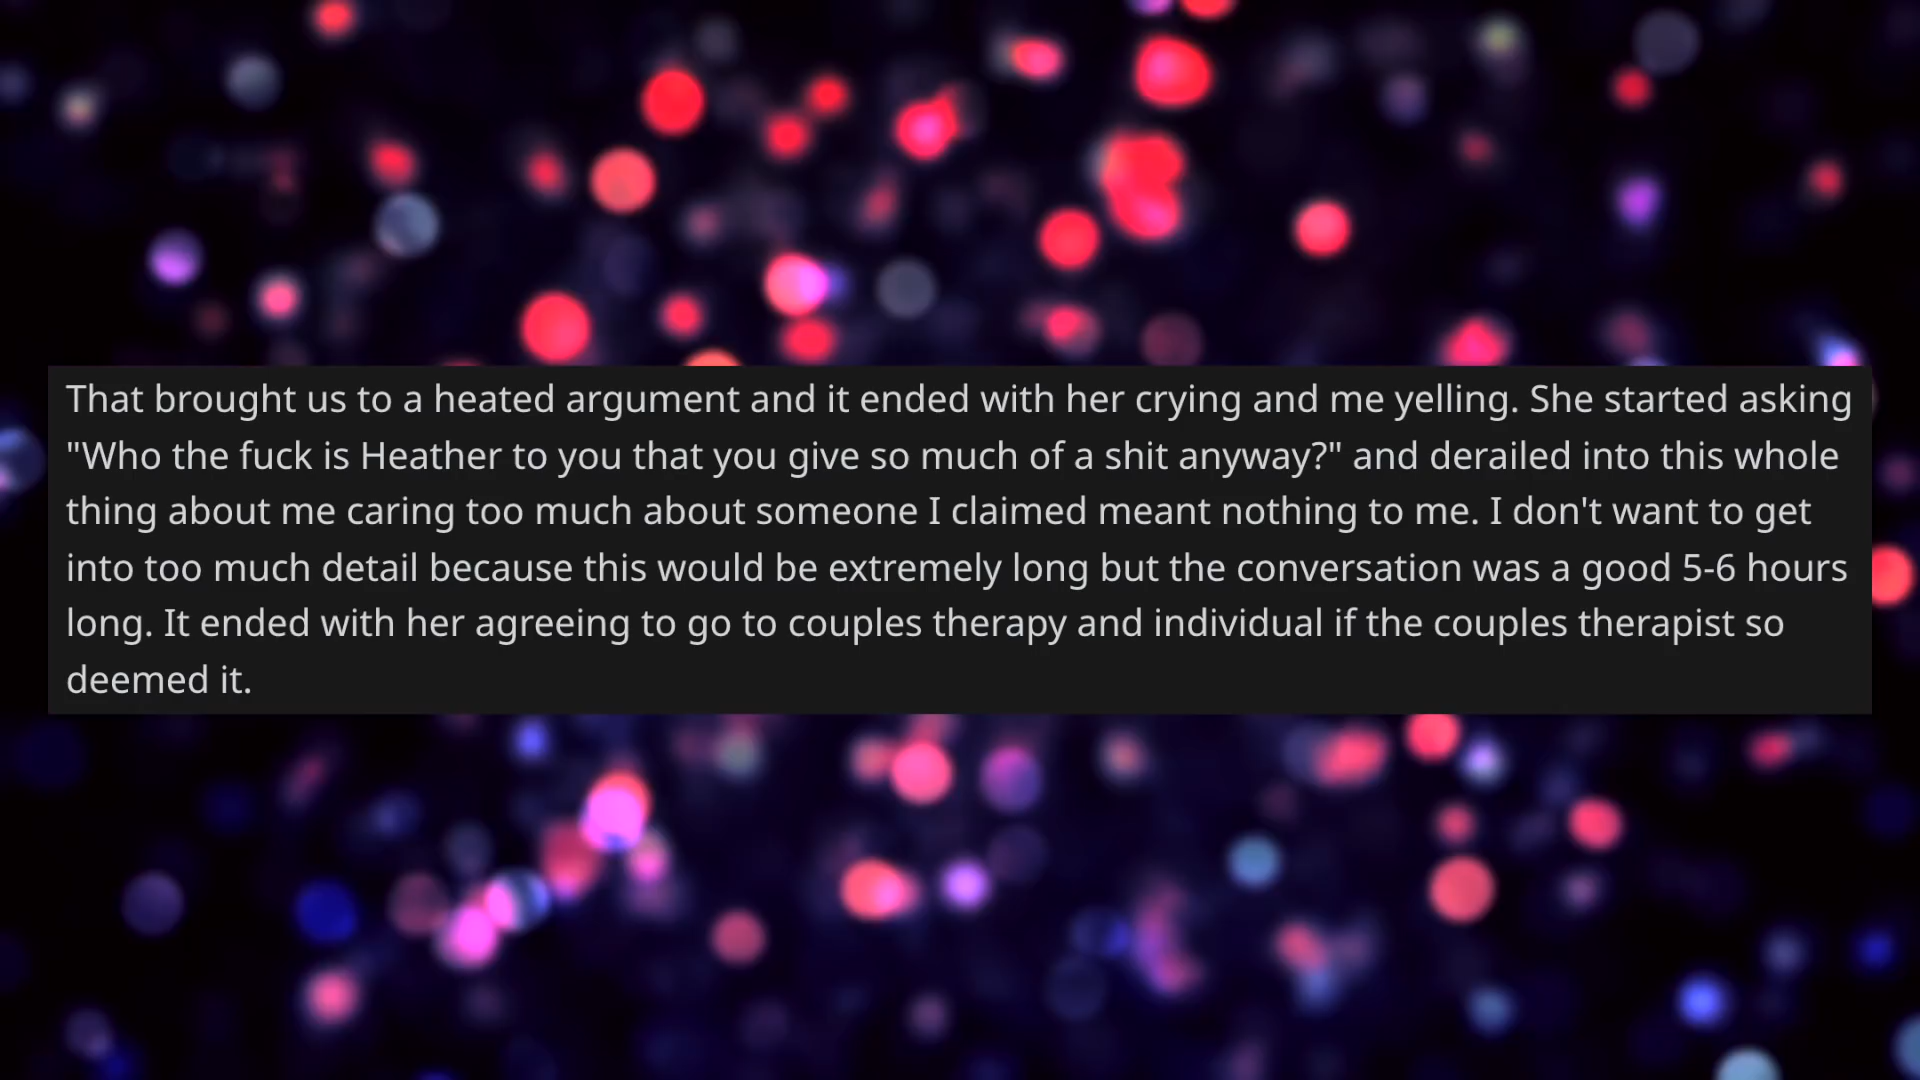 That brought us to a heated argument and it ended with her crying and me yelling. She started asking
"Who the fuck is Heather to you that you give so much of a shit anyway?" and derailed into this whole
thing about me caring too much about someone I claimed meant nothing to me. I don't want to get
into too much detail because this would be extremely long but the conversation was a good 5-6 hours
long. It ended with her agreeing to go to couples therapy and individual if the couples therapist so
deemed it.